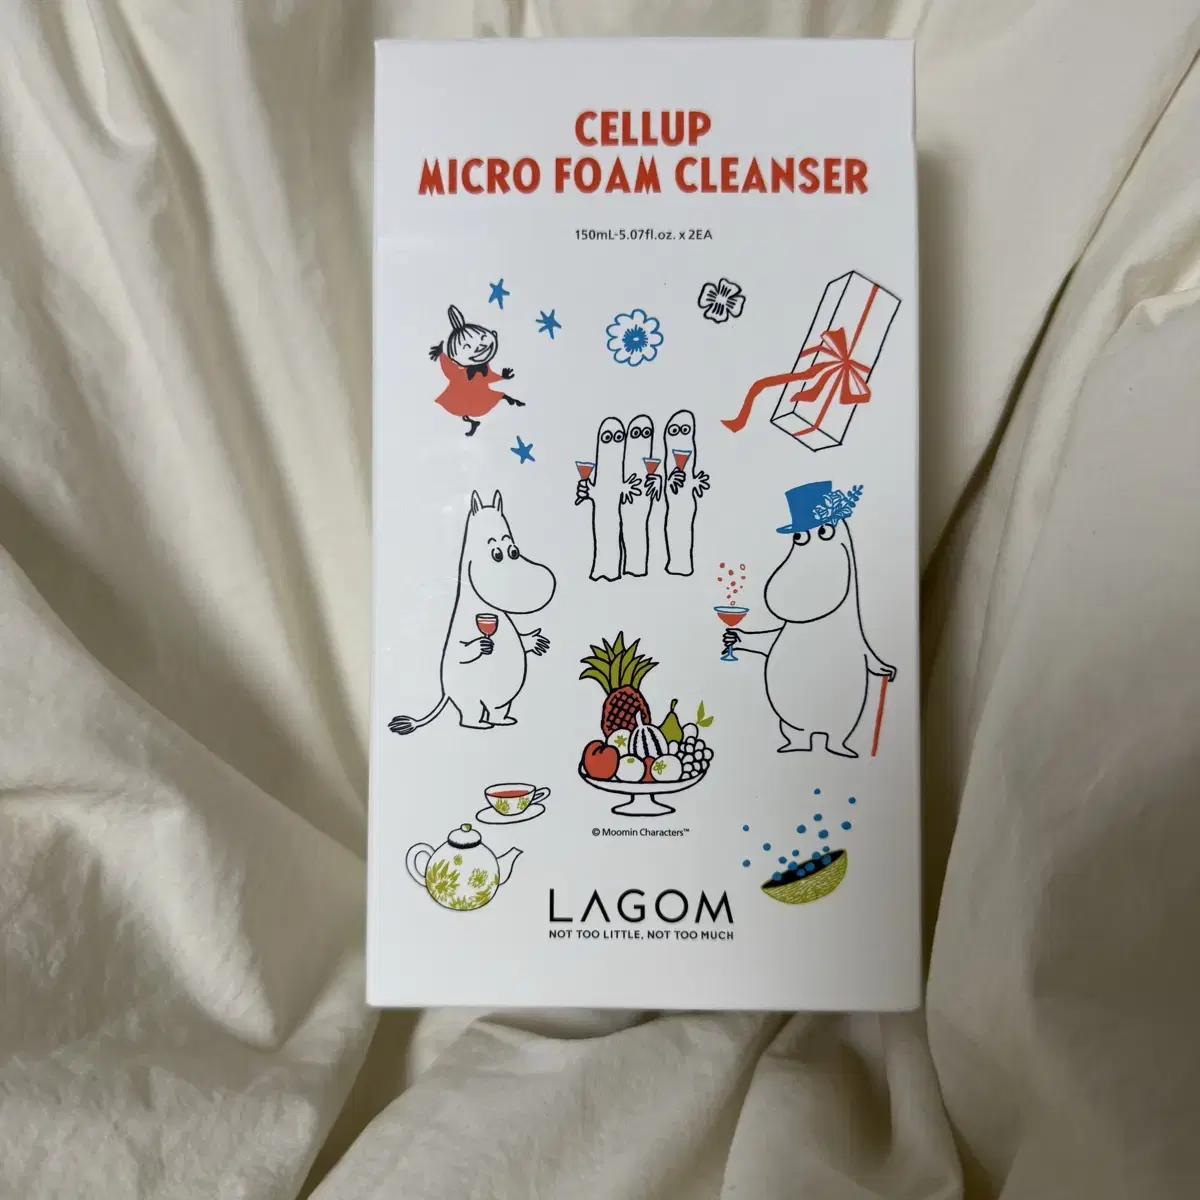 CELLUP
MICRO FOAM CLEANSER
150mL-5.07fl.oz. x 2EA
© Moomin Characters™
LAGOM
NOT TOO LITTLE, NOT TOO MUCH